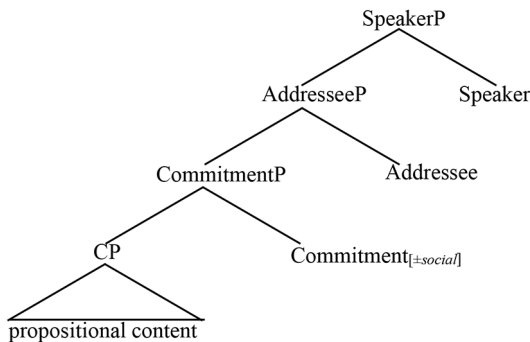 SpeakerP
AddresseeP Speaker
CommitmentP Addressee
CP Commitment[±social]
propositional content